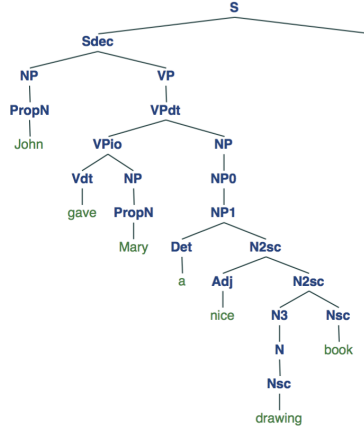 S
Sdec
NP VP
PropN VPdt
John VPio NP
Vdt NP NP0
gave PropN NP1
Mary Det N2sc
a Adj N2sc
nice N3 Nsc
N book
Nsc
drawing